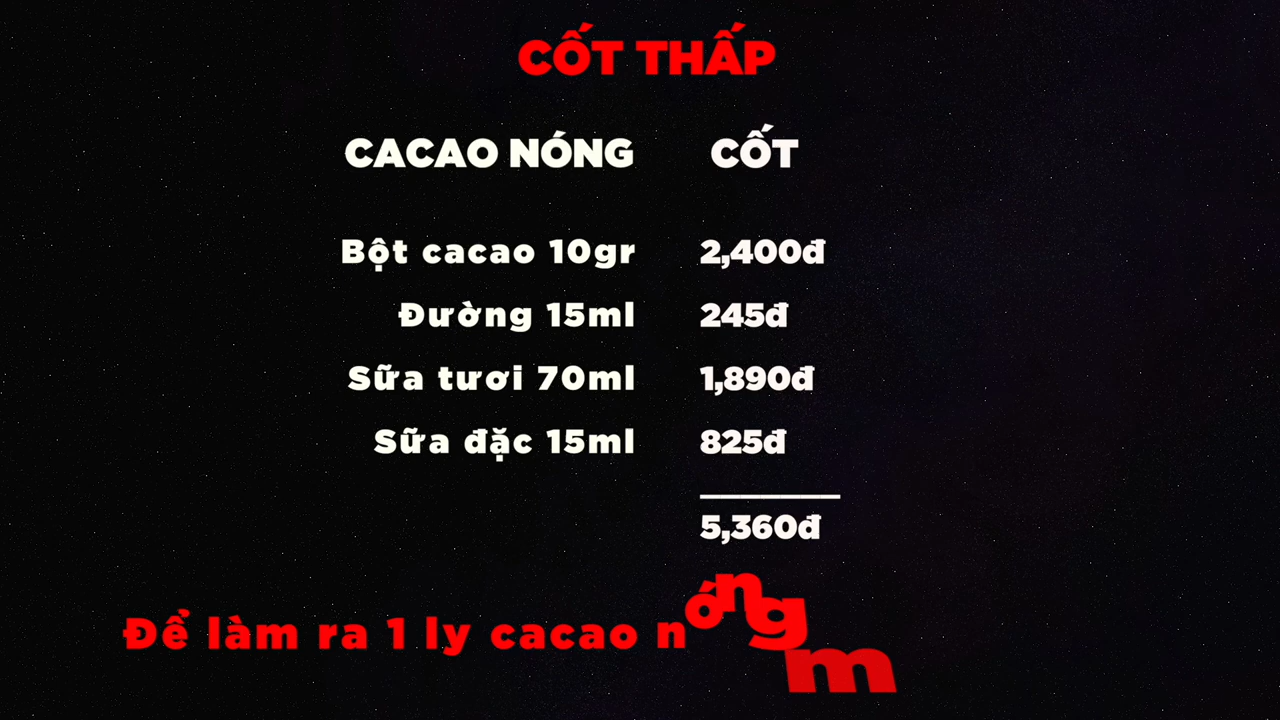 CỐT THẤP
CACAO NÓNG CỐT
Bột cacao 10gr 2,400đ
Đường 15ml 245đ
Sữa tươi 70ml 1,890đ
Sữa đặc 15ml 825đ
5,360đ
Để làm ra 1 ly cacao nóng m